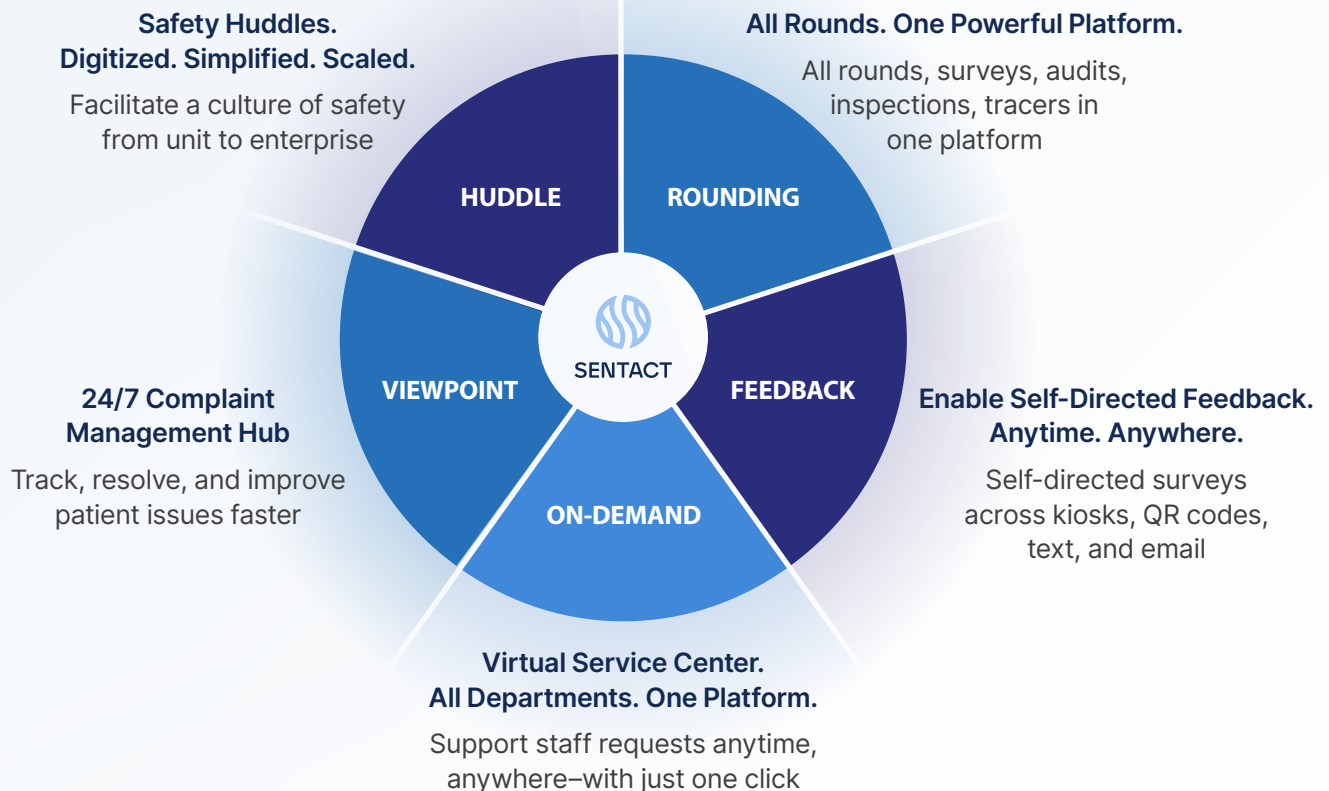 Safety Huddles.
Digitized. Simplified. Scaled.
Facilitate a culture of safety
from unit to enterprise
All Rounds. One Powerful Platform.
All rounds, surveys, audits,
inspections, tracers in
one platform
HUDDLE
ROUNDING
SENTACT
VIEWPOINT
FEEDBACK
24/7 Complaint
Management Hub
Track, resolve, and improve
patient issues faster
Enable Self-Directed Feedback.
Anytime. Anywhere.
Self-directed surveys
across kiosks, QR codes,
text, and email
ON-DEMAND
Virtual Service Center.
All Departments. One Platform.
Support staff requests anytime,
anywhere–with just one click